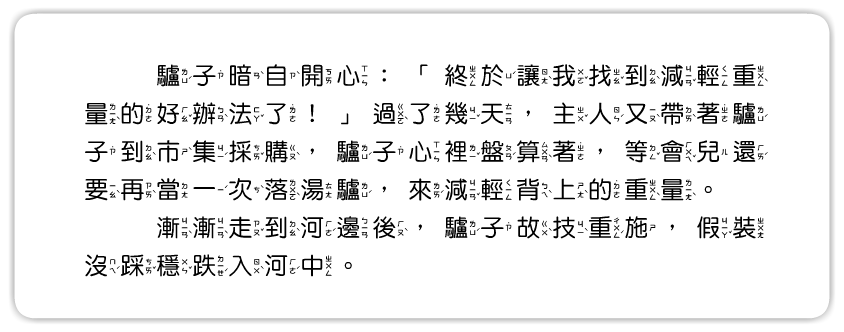 驢子暗自開心：「終於讓我找到減輕重
量的好辦法了！」過了幾天，主人又帶著驢
子到市集採購，驢子心裡盤算著，等會兒還
要再當一次落湯驢，來減輕背上的重量。
漸漸走到河邊後，驢子故技重施，假裝
沒踩穩跌入河中。